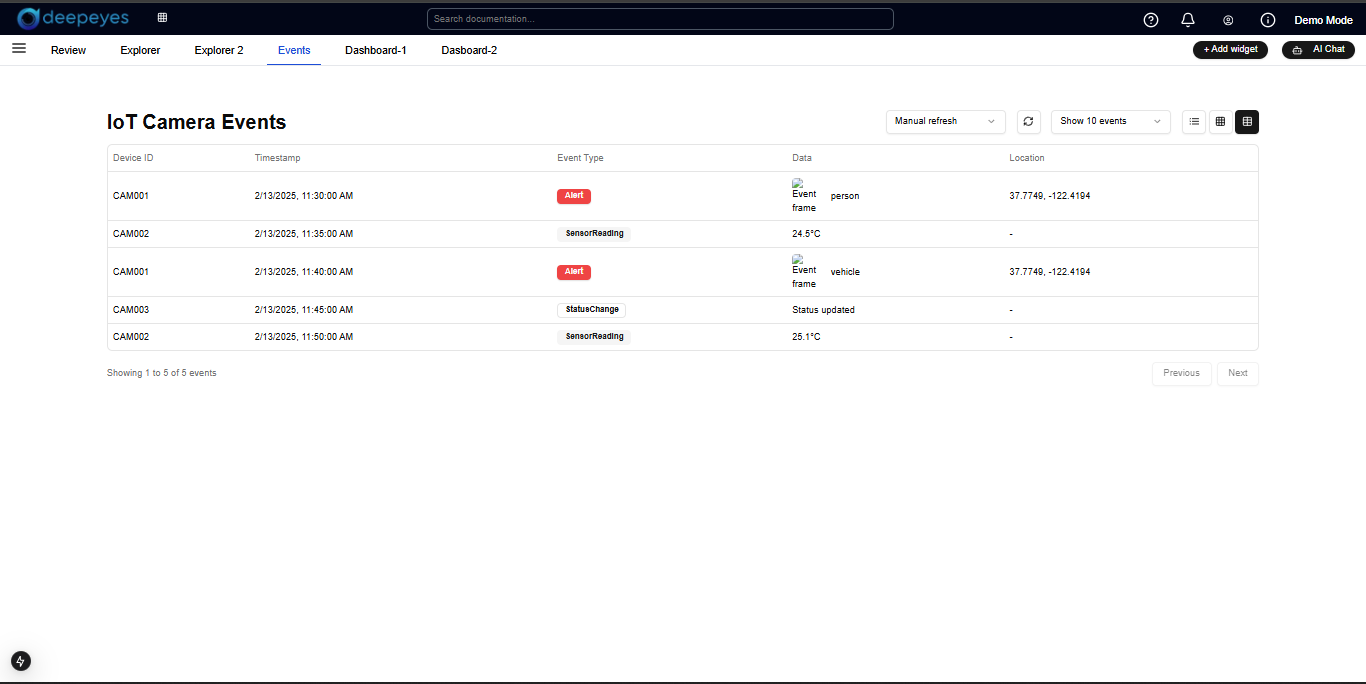 deepeyes
Search documentation...
Demo Mode
Review Explorer Explorer 2 Events Dashboard-1 Dasboard-2
+ Add widget AI Chat
IoT Camera Events
Manual refresh Show 10 events
Device ID Timestamp Event Type Data Location
CAM001 2/13/2025, 11:30:00 AM Alert Event frame person 37.7749, -122.4194
CAM002 2/13/2025, 11:35:00 AM SensorReading 24.5°C -
CAM001 2/13/2025, 11:40:00 AM Alert Event frame vehicle 37.7749, -122.4194
CAM003 2/13/2025, 11:45:00 AM StatusChange Status updated -
CAM002 2/13/2025, 11:50:00 AM SensorReading 25.1°C -
Showing 1 to 5 of 5 events
Previous Next